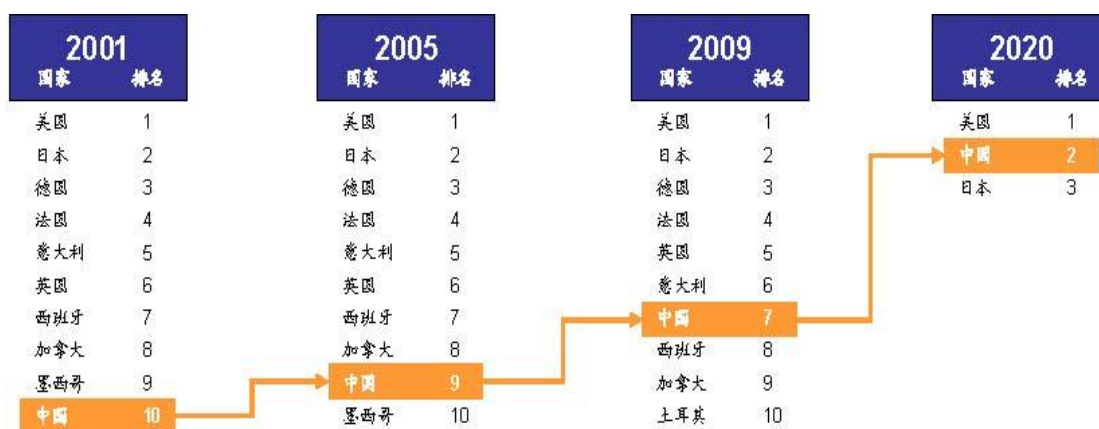 2001
国家 排名
美国 1
日本 2
德国 3
法国 4
意大利 5
英国 6
西班牙 7
加拿大 8
墨西哥 9
中国 10
2005
国家 排名
美国 1
日本 2
德国 3
法国 4
意大利 5
英国 6
西班牙 7
加拿大 8
中国 9
墨西哥 10
2009
国家 排名
美国 1
日本 2
德国 3
法国 4
英国 5
意大利 6
中国 7
西班牙 8
加拿大 9
土耳其 10
2020
国家 排名
美国 1
中国 2
日本 3